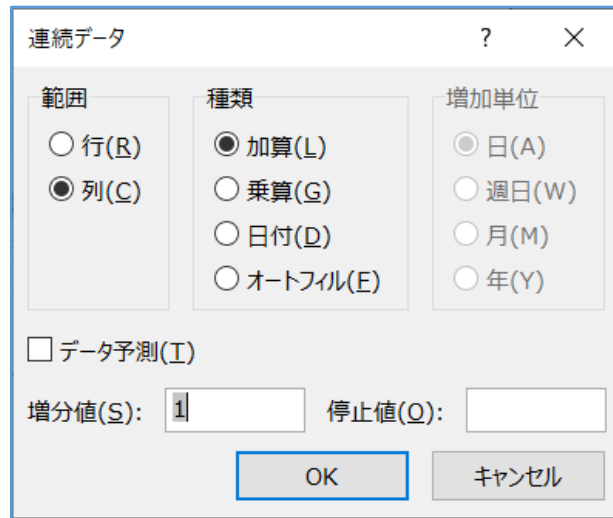 連続データ ?
範囲
行(R)
列(C)
種類
加算(L)
乗算(G)
日付(D)
オートフィル(F)
増加単位
日(A)
週日(W)
月(M)
年(Y)
データ予測(T)
増分値(S): 1 停止値(O):
OK キャンセル